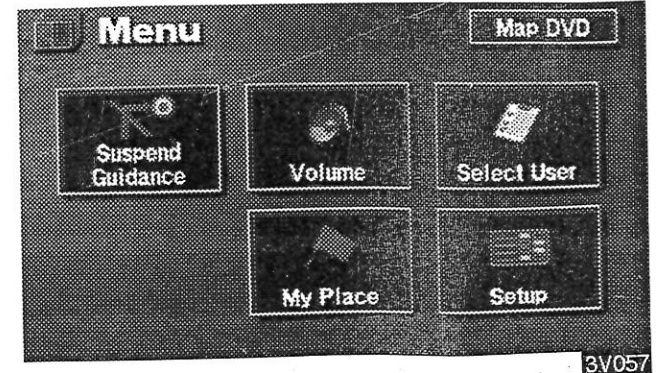 Menu
Map DVD
Suspend
Guidance
Volume
Select User
My Place
Setup
3V057